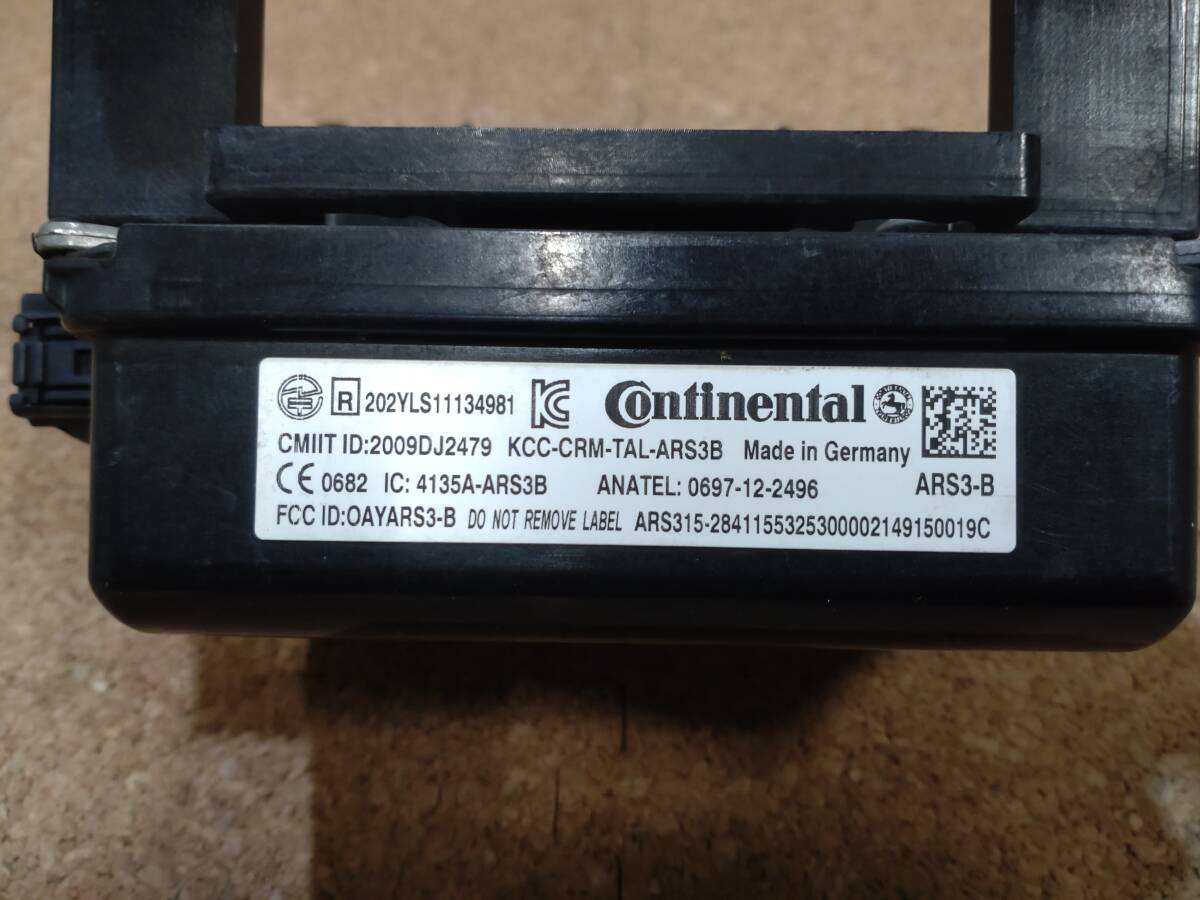 R 202YLS11134981 Continental
CMIIT ID:2009DJ2479 KCC-CRM-TAL-ARS3B Made in Germany
CE 0682 IC: 4135A-ARS3B ANATEL: 0697-12-2496 ARS3-B
FCC ID:OAYARS3-B DO NOT REMOVE LABEL ARS315-2841155325300002149150019C